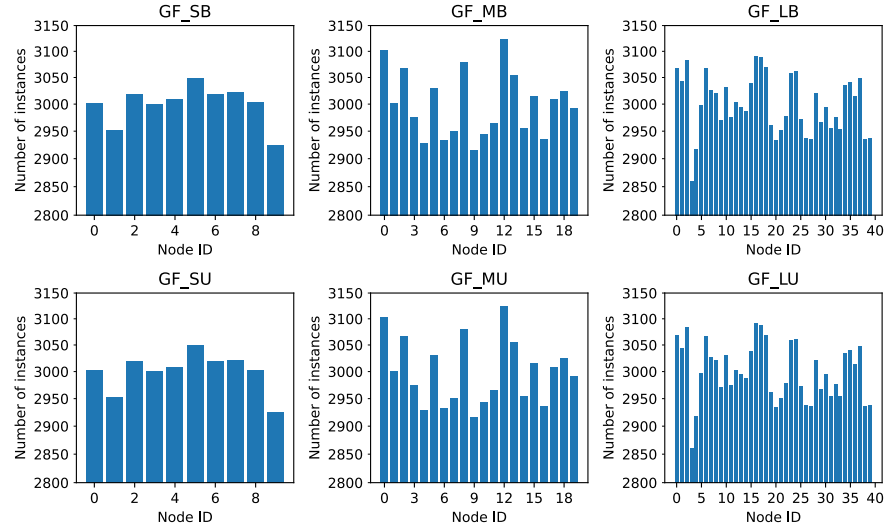 GF_SB
GF_MB
GF_LB
Number of instances
3150
3100
3050
3000
2950
2900
2850
2800
0 2 4 6 8
Node ID
Number of instances
3150
3100
3050
3000
2950
2900
2850
2800
0 3 6 9 12 15 18
Node ID
Number of instances
3150
3100
3050
3000
2950
2900
2850
2800
0 5 10 15 20 25 30 35 40
Node ID
GF_SU
GF_MU
GF_LU
Number of instances
3150
3100
3050
3000
2950
2900
2850
2800
0 2 4 6 8
Node ID
Number of instances
3150
3100
3050
3000
2950
2900
2850
2800
0 3 6 9 12 15 18
Node ID
Number of instances
3150
3100
3050
3000
2950
2900
2850
2800
0 5 10 15 20 25 30 35 40
Node ID